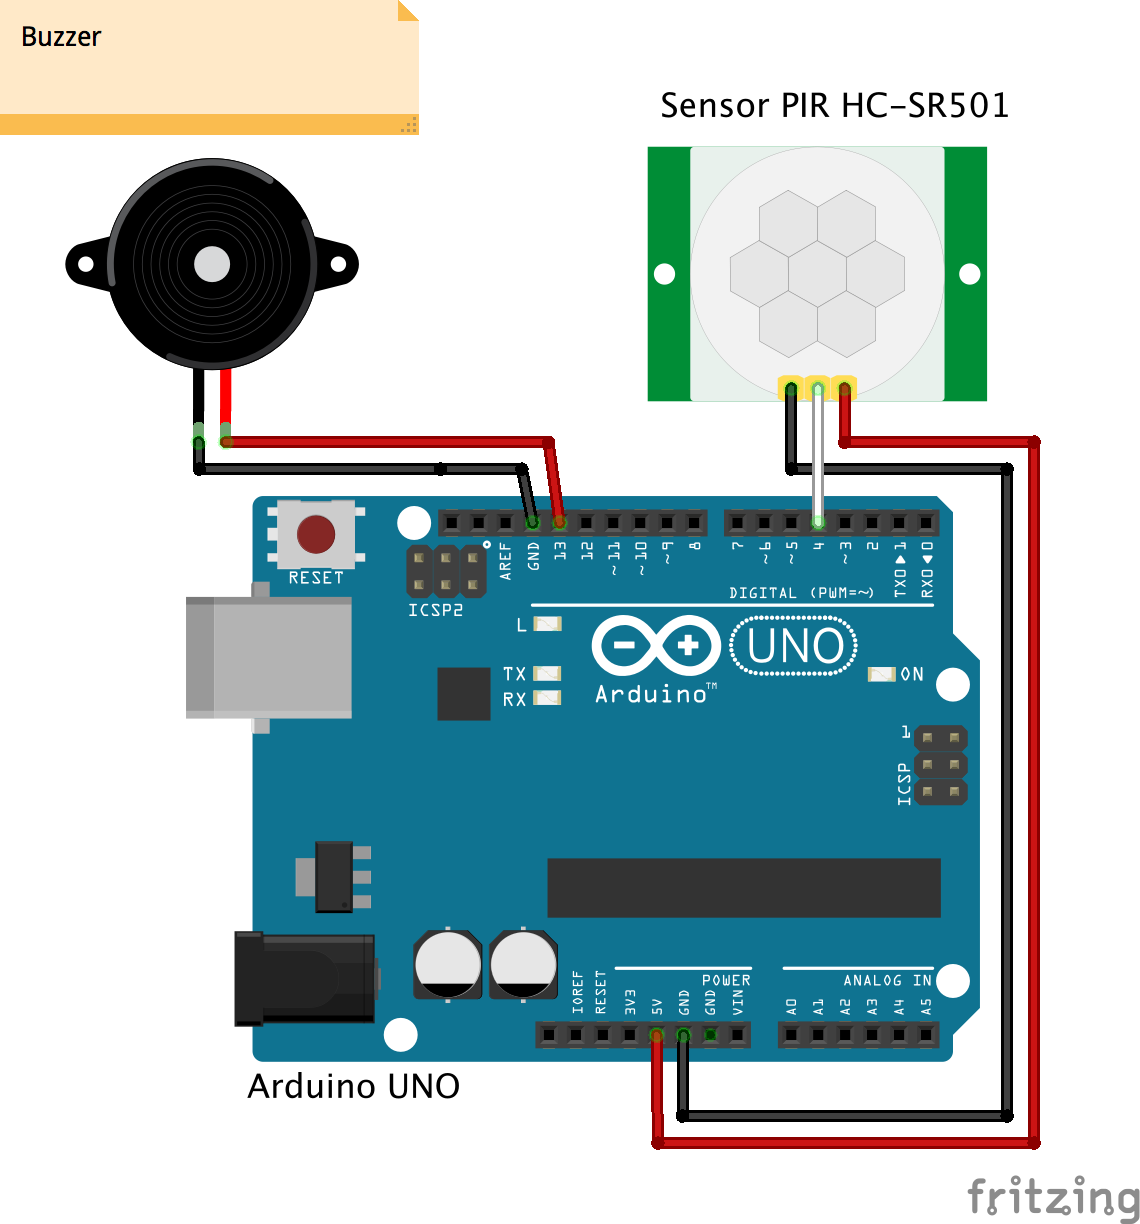 Buzzer
Sensor PIR HC-SR501
RESET
ICSP2
AREF
GND
13
12
~11
~10
~9
8
7
~6
~5
4
~3
2
TX0▶1
RX0◀0
DIGITAL (PWM=~)
L
TX
RX
UNO
Arduino™
ON
1
ICSP
POWER
ANALOG IN
IOREF
RESET
3V3
5V
GND
GND
VIN
A0
A1
A2
A3
A4
A5
Arduino UNO
fritzing